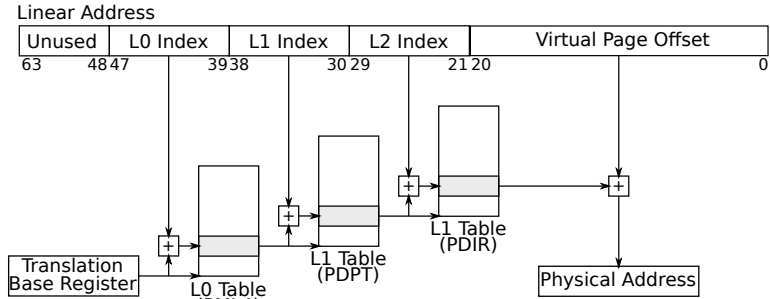 Linear Address
Unused L0 Index L1 Index L2 Index Virtual Page Offset
63 48 47 39 38 30 29 21 20 0
+
+
+
+
L1 Table
(PDIR)
L1 Table
(PDPT)
Translation
Base Register
L0 Table
Physical Address